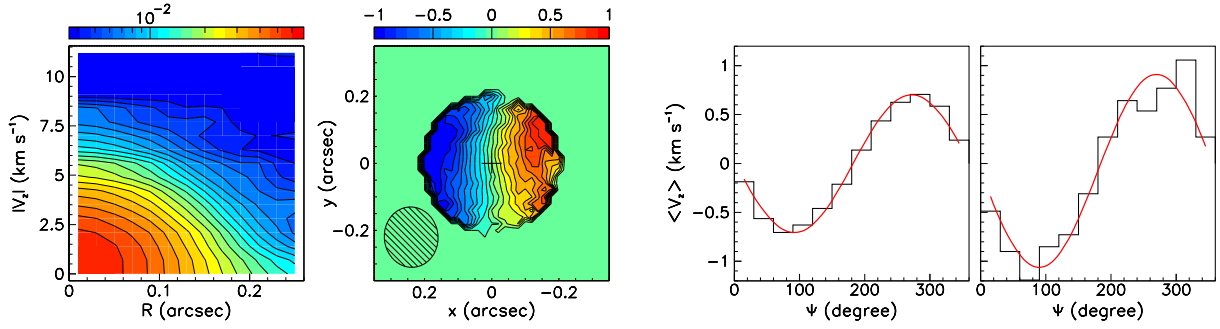 10⁻² −1 −0.5 0 0.5 1
10 7.5 5 2.5 0
|V_z| (km s⁻¹)
0 0.1 0.2
R (arcsec)
0.2 0 −0.2
y (arcsec)
0.2 0 −0.2
x (arcsec)
1 0.5 0 −0.5 −1
<V_z> (km s⁻¹)
0 100 200 300 0 100 200 300
Ψ (degree) Ψ (degree)